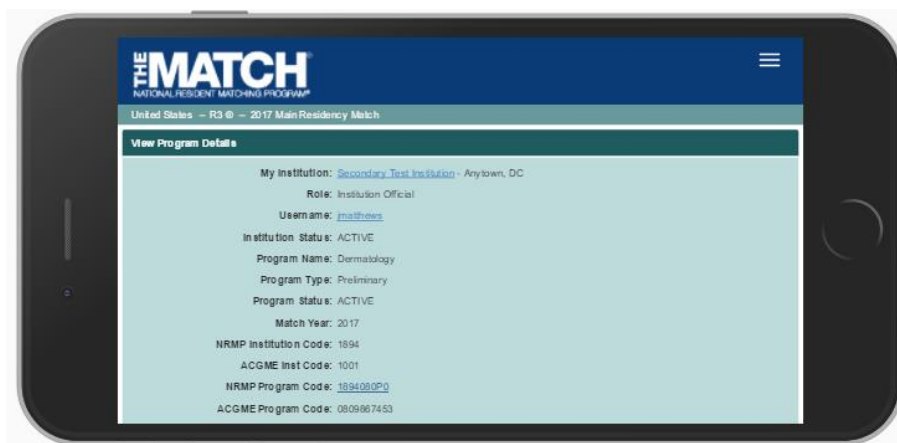 THE MATCH®
NATIONAL RESIDENT MATCHING PROGRAM®
United States – R3 ® – 2017 Main Residency Match
View Program Details
My Institution: Secondary Test Institution - Anytown, DC
Role: Institution Official
Username: jmatthews
Institution Status: ACTIVE
Program Name: Dermatology
Program Type: Preliminary
Program Status: ACTIVE
Match Year: 2017
NRMP Institution Code: 1894
ACGME Inst Code: 1001
NRMP Program Code: 1894080P0
ACGME Program Code: 0809867453